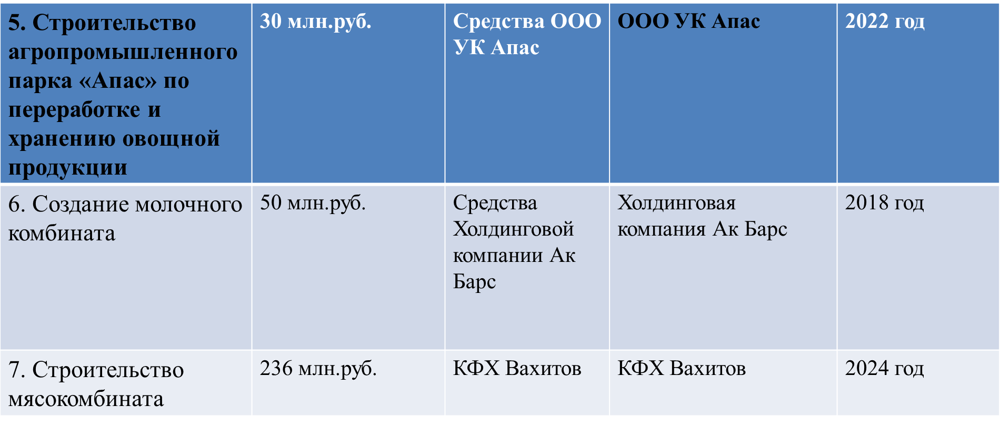 5. Строительство
агропромышленного
парка «Апас» по
переработке и
хранению овощной
продукции
30 млн.руб.
Средства ООО
УК Апас
ООО УК Апас
2022 год
6. Создание молочного
комбината
50 млн.руб.
Средства
Холдинговой
компании Ак
Барс
Холдинговая
компания Ак Барс
2018 год
7. Строительство
мясокомбината
236 млн.руб.
КФХ Вахитов
КФХ Вахитов
2024 год